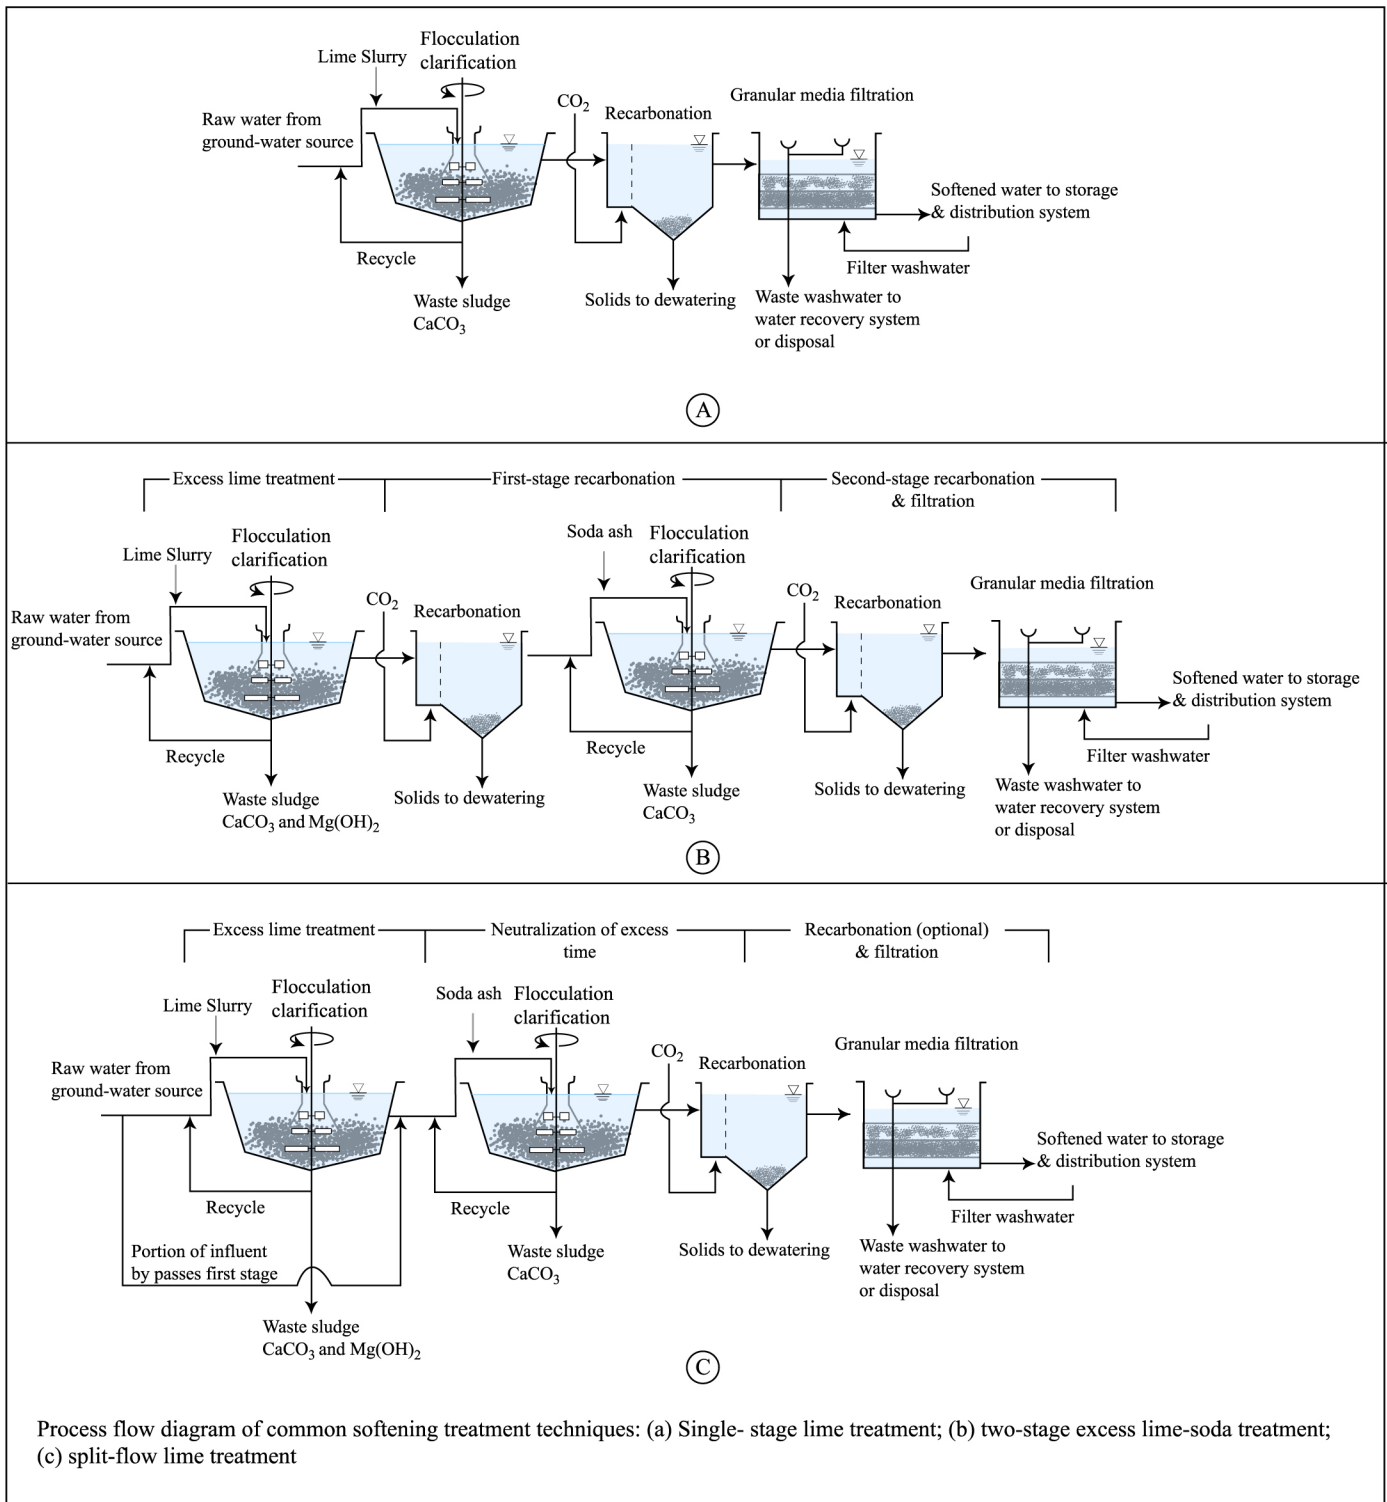 Flocculation
clarification
Lime Slurry
CO2
Recarbonation
Granular media filtration
Raw water from
ground-water source
Softened water to storage
& distribution system
Recycle
Filter washwater
Waste sludge
CaCO3
Solids to dewatering
Waste washwater to
water recovery system
or disposal
A
Excess lime treatment
First-stage recarbonation
Second-stage recarbonation
& filtration
Lime Slurry
Flocculation
clarification
Soda ash
Flocculation
clarification
Raw water from
ground-water source
CO2
Recarbonation
CO2
Recarbonation
Granular media filtration
Softened water to storage
& distribution system
Recycle
Recycle
Filter washwater
Waste sludge
CaCO3 and Mg(OH)2
Solids to dewatering
Waste sludge
CaCO3
Solids to dewatering
Waste washwater to
water recovery system
or disposal
B
Excess lime treatment
Neutralization of excess
time
Recarbonation (optional)
& filtration
Lime Slurry
Flocculation
clarification
Soda ash
Flocculation
clarification
Raw water from
ground-water source
CO2
Recarbonation
Granular media filtration
Softened water to storage
& distribution system
Recycle
Recycle
Filter washwater
Portion of influent
by passes first stage
Waste sludge
CaCO3
Solids to dewatering
Waste washwater to
water recovery system
or disposal
Waste sludge
CaCO3 and Mg(OH)2
C
Process flow diagram of common softening treatment techniques: (a) Single- stage lime treatment; (b) two-stage excess lime-soda treatment;
(c) split-flow lime treatment